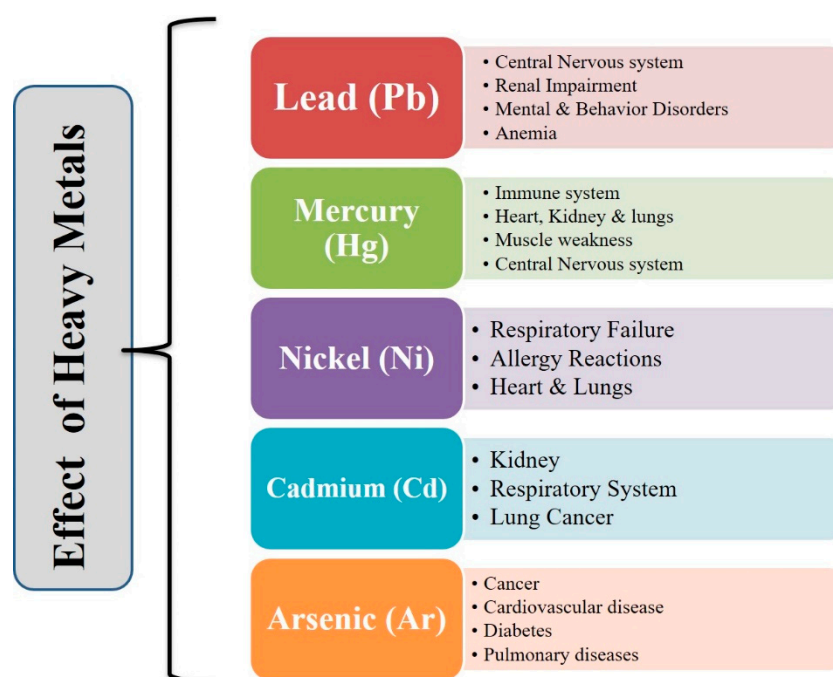 Effect of Heavy Metals
Lead (Pb)
• Central Nervous system
• Renal Impairment
• Mental & Behavior Disorders
• Anemia
Mercury
(Hg)
• Immune system
• Heart, Kidney & lungs
• Muscle weakness
• Central Nervous system
Nickel (Ni)
• Respiratory Failure
• Allergy Reactions
• Heart & Lungs
Cadmium (Cd)
• Kidney
• Respiratory System
• Lung Cancer
Arsenic (Ar)
• Cancer
• Cardiovascular disease
• Diabetes
• Pulmonary diseases